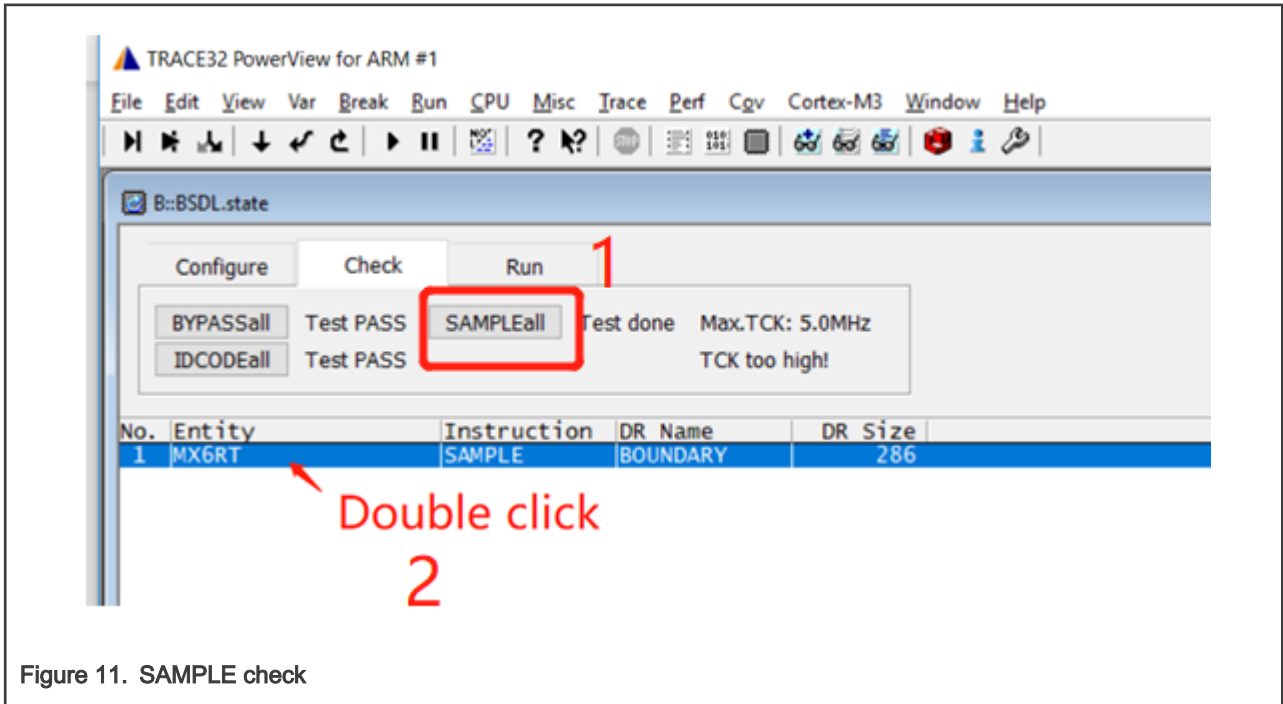 TRACE32 PowerView for ARM #1
File Edit View Var Break Run CPU Misc Trace Perf Cov Cortex-M3 Window Help
B::BSDL.state
Configure Check Run 1
BYPASSall Test PASS SAMPLEall Test done Max.TCK: 5.0MHz
IDCODEall Test PASS TCK too high!
No. Entity Instruction DR Name DR Size
1 MX6RT SAMPLE BOUNDARY 286
Double click
2
Figure 11. SAMPLE check